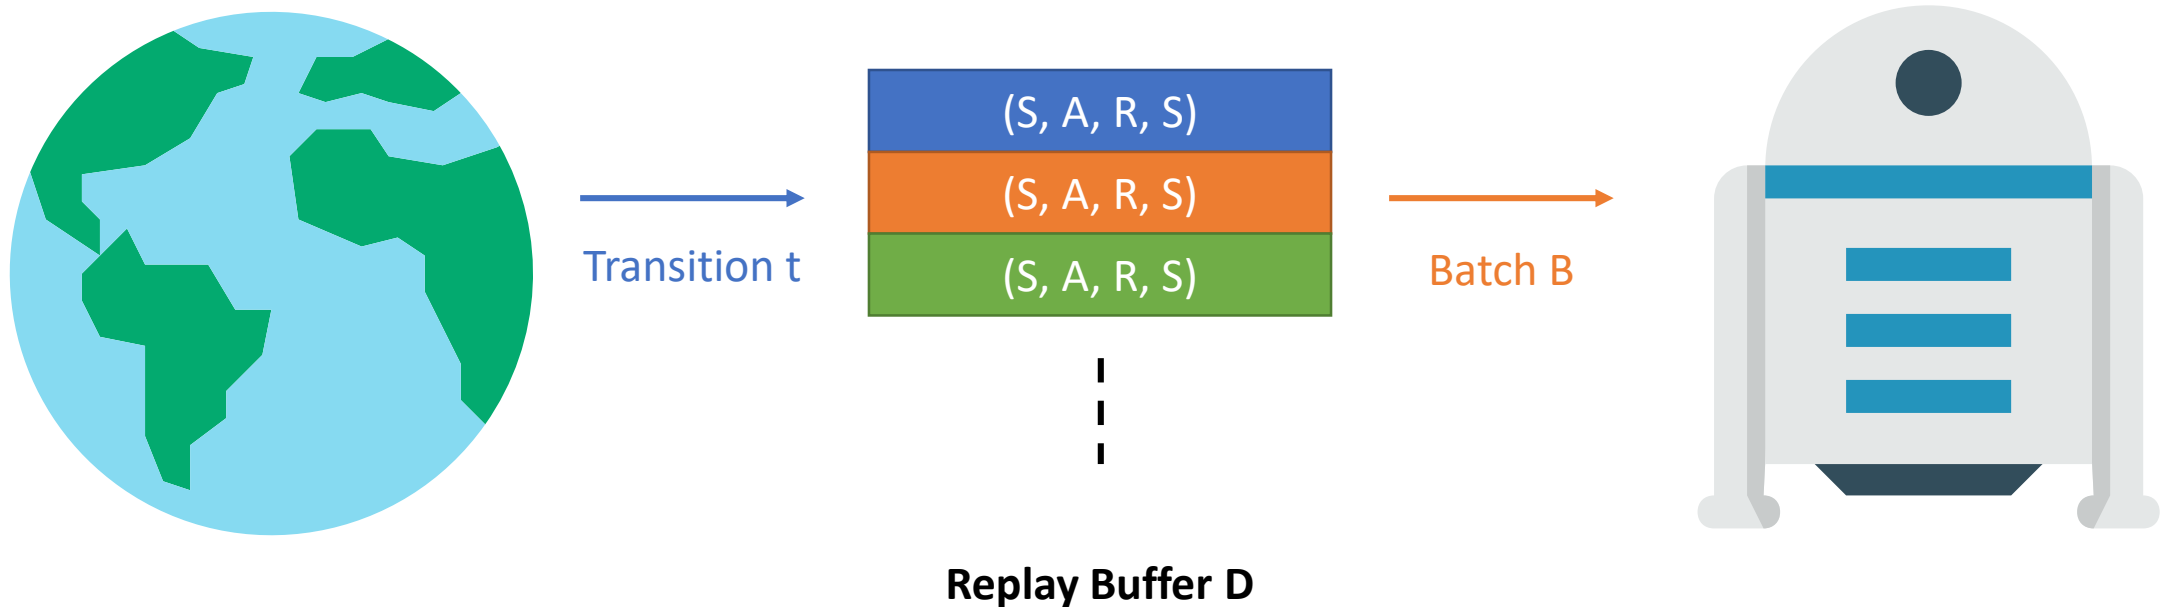 (S, A, R, S)
(S, A, R, S)
(S, A, R, S)
Transition t
Batch B
Replay Buffer D